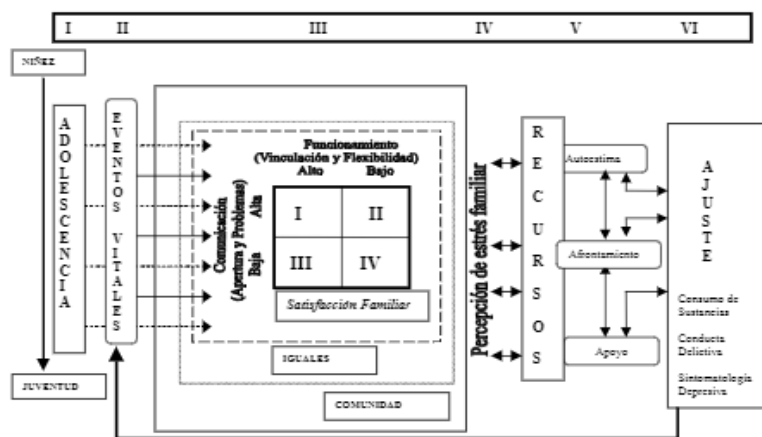 I II III IV V VI
NIÑEZ
ADOLESCENCIA
JUVENTUD
EVENTOS VITALES
Funcionamiento
(Vinculación y Flexibilidad)
Alto Bajo
Comunicación
(Apertura y Problemas)
Alta
Baja
I II
III IV
Satisfacción Familiar
IGUALES
COMUNIDAD
Percepción de estrés familiar
RECURSOS
Autoestima
Afrontamiento
Apoyo
AJUSTE
Consumo de
Sustancias
Conducta
Delictiva
Sintomatología
Depresiva